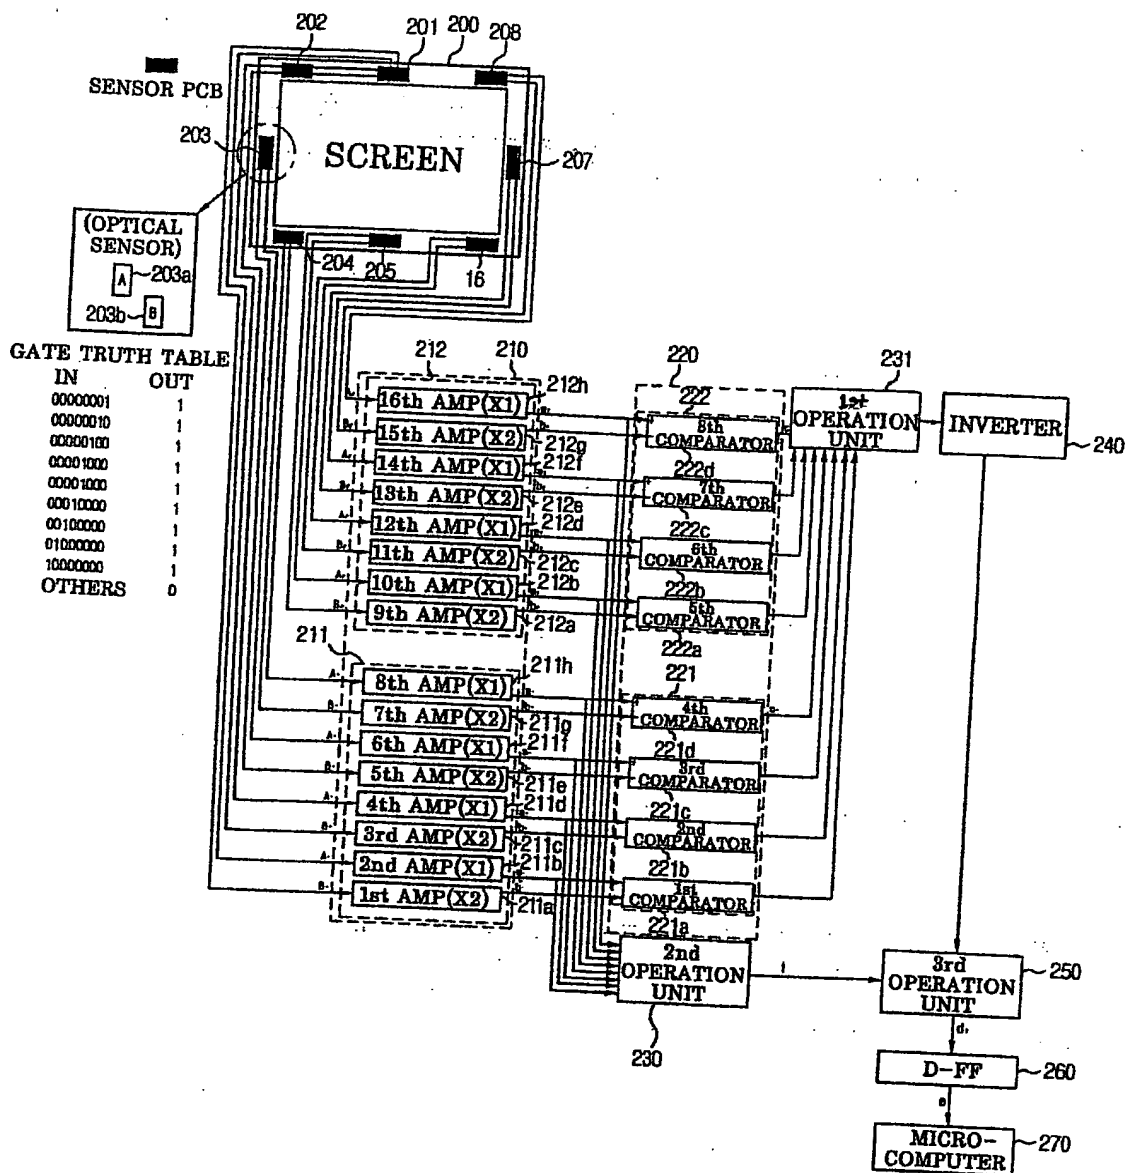 202
201
200
208
SENSOR PCB
203
SCREEN
207
(OPTICAL
SENSOR)
A
203a
203b
B
204
205
16
GATE TRUTH TABLE
IN OUT
00000001 1
00000010 1
00000100 1
00001000 1
00001000 1
00010000 1
00100000 1
01000000 1
10000000 1
OTHERS 0
212
210
212h
16th AMP(X1)
15th AMP(X2)
212g
14th AMP(X1)
212f
13th AMP(X2)
212e
12th AMP(X1)
212d
11th AMP(X2)
212c
10th AMP(X1)
212b
9th AMP(X2)
212a
211
211h
8th AMP(X1)
7th AMP(X2)
211g
6th AMP(X1)
211f
5th AMP(X2)
211e
4th AMP(X1)
211d
3rd AMP(X2)
211c
2nd AMP(X1)
211b
1st AMP(X2)
211a
220
222
8th
COMPARATOR
222d
7th
COMPARATOR
222c
6th
COMPARATOR
222b
5th
COMPARATOR
222a
221
4th
COMPARATOR
221d
3rd
COMPARATOR
221c
2nd
COMPARATOR
221b
1st
COMPARATOR
221a
231
1st
OPERATION
UNIT
INVERTER
240
2nd
OPERATION
UNIT
230
3rd
OPERATION
UNIT
250
D-FF
260
MICRO-
COMPUTER
270